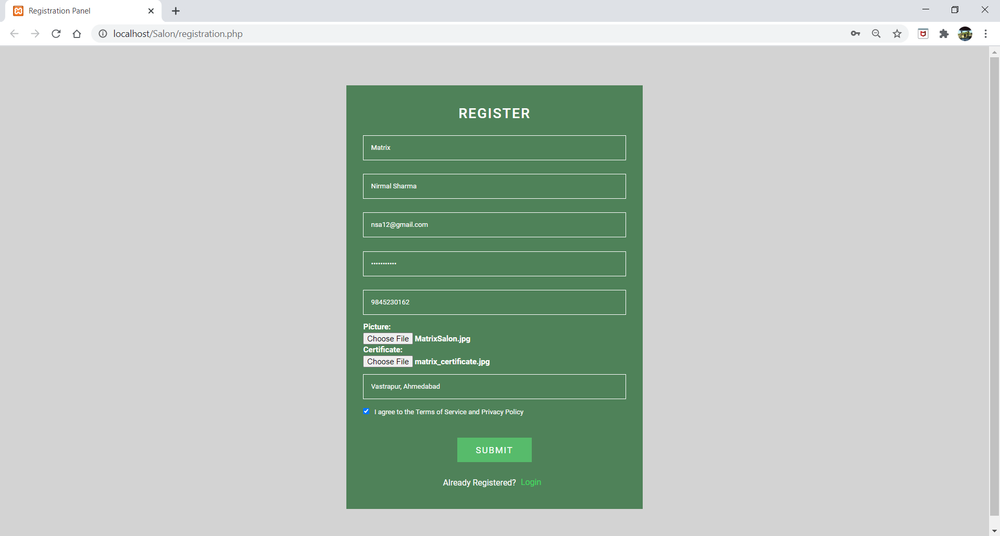 Registration Panel
localhost/Salon/registration.php
REGISTER
Matrix
Nirmal Sharma
nsa12@gmail.com
•••••••••••
9845230162
Picture:
Choose File MatrixSalon.jpg
Certificate:
Choose File matrix_certificate.jpg
Vastrapur, Ahmedabad
I agree to the Terms of Service and Privacy Policy
SUBMIT
Already Registered? Login